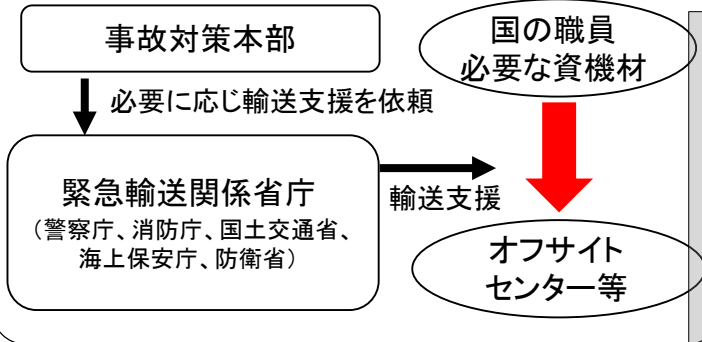 事故対策本部
必要に応じ輸送支援を依頼
緊急輸送関係省庁
（警察庁、消防庁、国土交通省、
海上保安庁、防衛省）
輸送支援
国の職員
必要な資機材
オフサイト
センター等